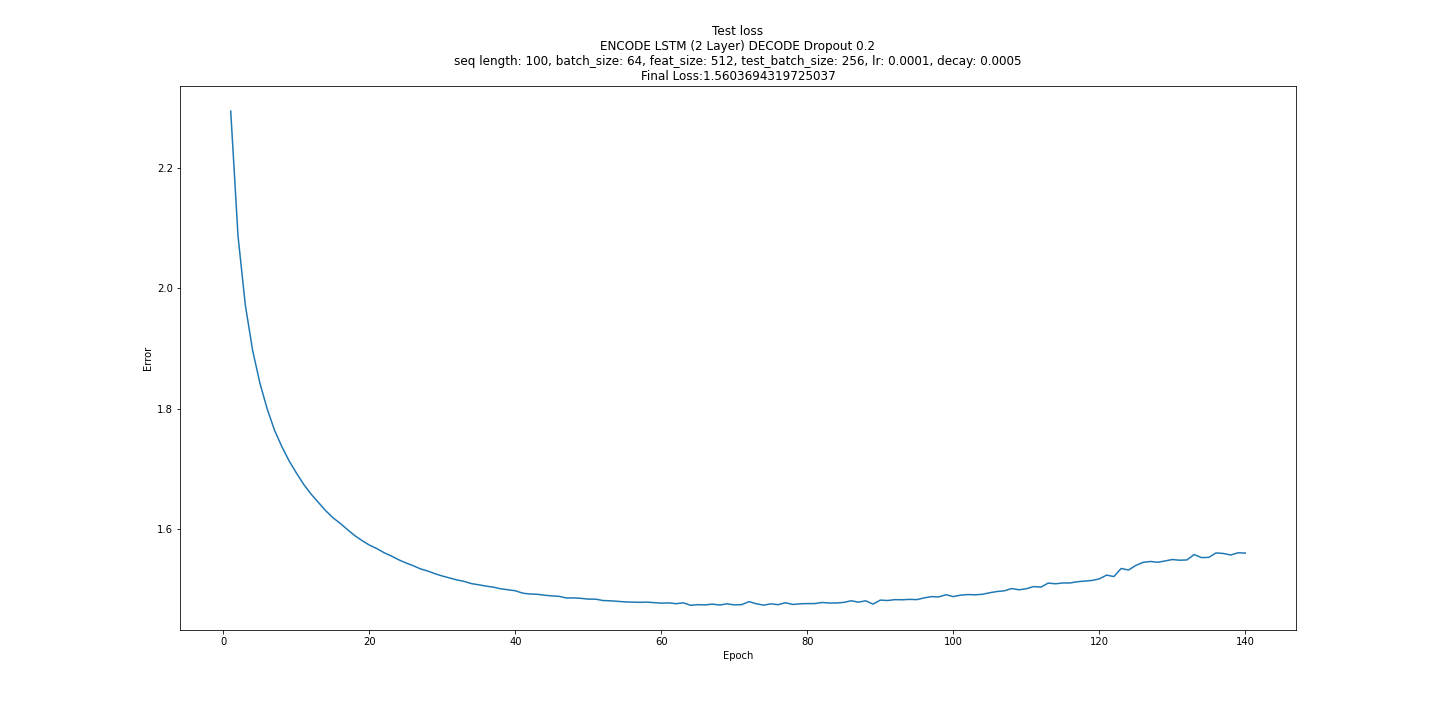 Test loss
ENCODE LSTM (2 Layer) DECODE Dropout 0.2
seq length: 100, batch_size: 64, feat_size: 512, test_batch_size: 256, lr: 0.0001, decay: 0.0005
Final Loss:1.5603694319725037
2.2
2.0
1.8
1.6
Error
0 20 40 60 80 100 120 140
Epoch